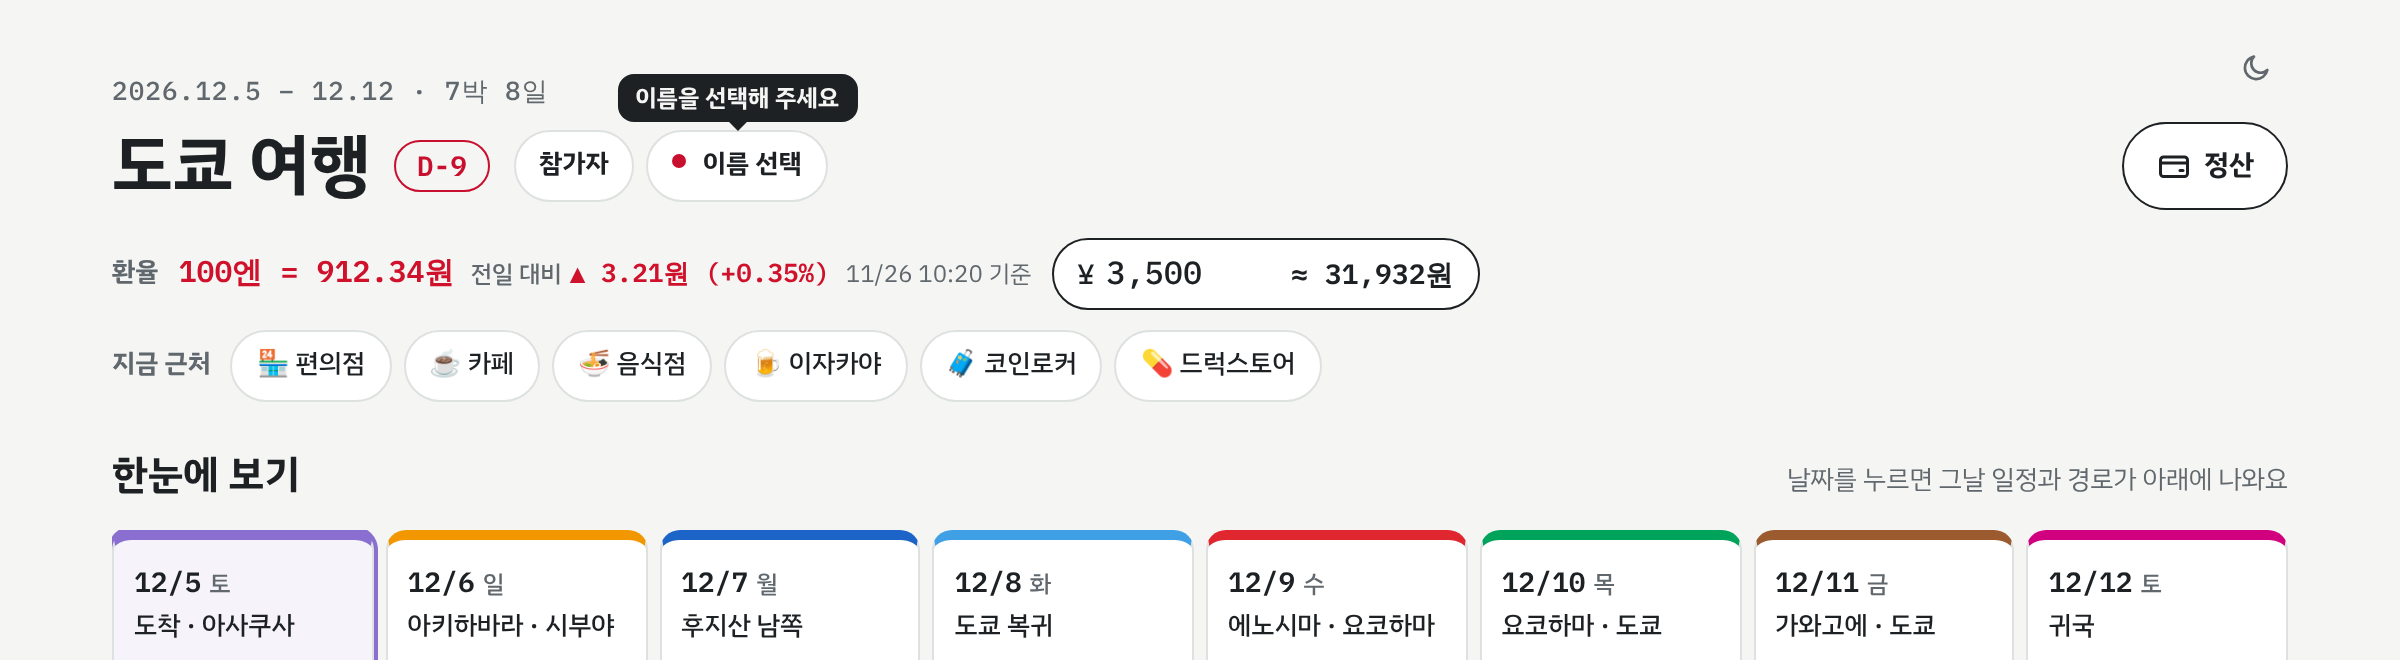 2026.12.5 – 12.12 · 7박 8일
이름을 선택해 주세요
도쿄 여행 D-9 참가자 이름 선택 정산
환율 100엔 = 912.34원 전일 대비 ▲ 3.21원 (+0.35%) 11/26 10:20 기준 ¥ 3,500 ≈ 31,932원
지금 근처 편의점 카페 음식점 이자카야 코인로커 드럭스토어
한눈에 보기 날짜를 누르면 그날 일정과 경로가 아래에 나와요
12/5 토
도착 · 아사쿠사
12/6 일
아키하바라 · 시부야
12/7 월
후지산 남쪽
12/8 화
도쿄 복귀
12/9 수
에노시마 · 요코하마
12/10 목
요코하마 · 도쿄
12/11 금
가와고에 · 도쿄
12/12 토
귀국